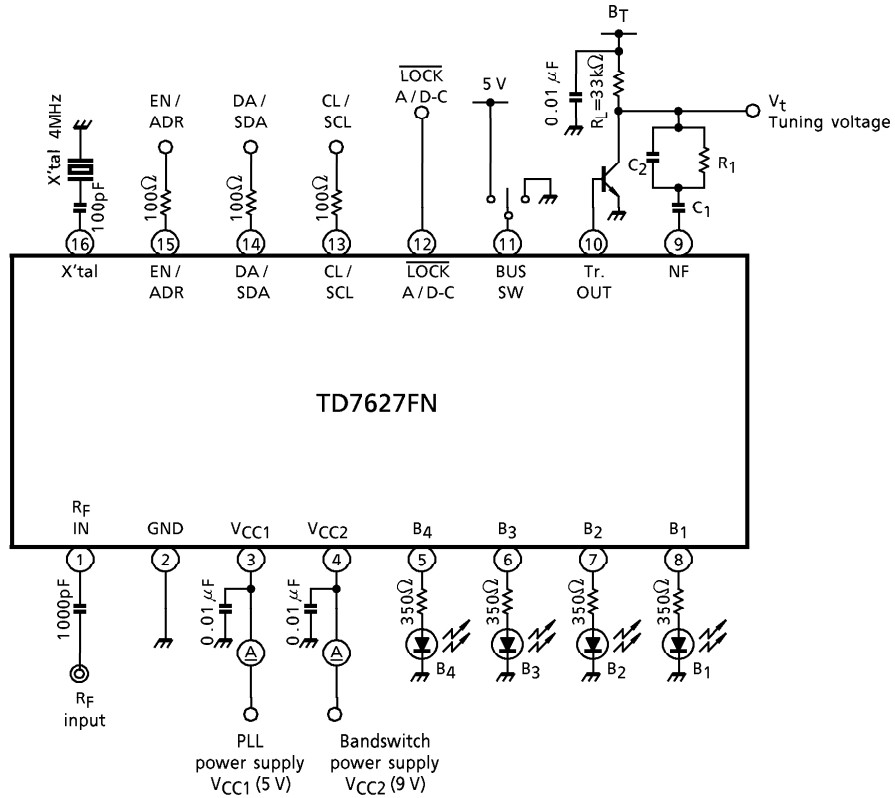 BT
0.01 μF
RL=33kΩ
Vt
Tuning voltage
C2
R1
C1
5 V
LOCK
A / D-C
CL /
SCL
DA /
SDA
EN /
ADR
X'tal 4MHz
100pF
100Ω
100Ω
100Ω
16
15
14
13
12
11
10
9
X'tal
EN /
ADR
DA /
SDA
CL /
SCL
LOCK
A / D-C
BUS
SW
Tr.
OUT
NF
TD7627FN
RF
IN
GND
VCC1
VCC2
B4
B3
B2
B1
1
2
3
4
5
6
7
8
1000pF
0.01 μF
0.01 μF
350Ω
350Ω
350Ω
350Ω
A
A
B4
B3
B2
B1
RF
input
PLL
power supply
VCC1 (5 V)
Bandswitch
power supply
VCC2 (9 V)